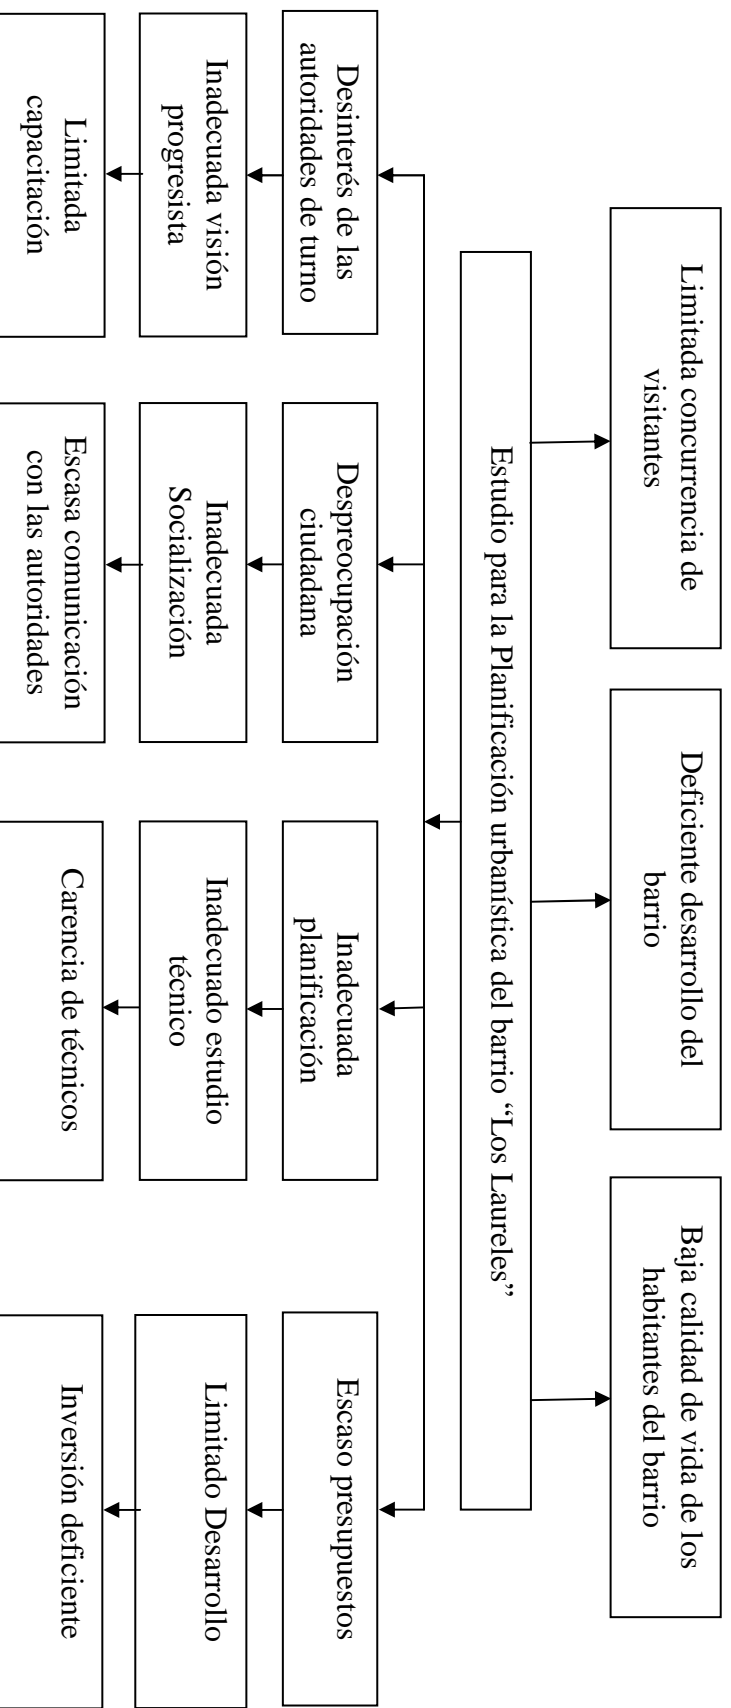 Limitada concurrencia de
visitantes
Deficiente desarrollo del
barrio
Baja calidad de vida de los
habitantes del barrio
Estudio para la Planificación urbanística del barrio “Los Laureles”
Desinterés de las
autoridades de turno
Despreocupación
ciudadana
Inadecuada
planificación
Escaso presupuestos
Inadecuada visión
progresista
Inadecuada
Socialización
Inadecuado estudio
técnico
Limitado Desarrollo
Limitada
capacitación
Escasa comunicación
con las autoridades
Carencia de técnicos
Inversión deficiente